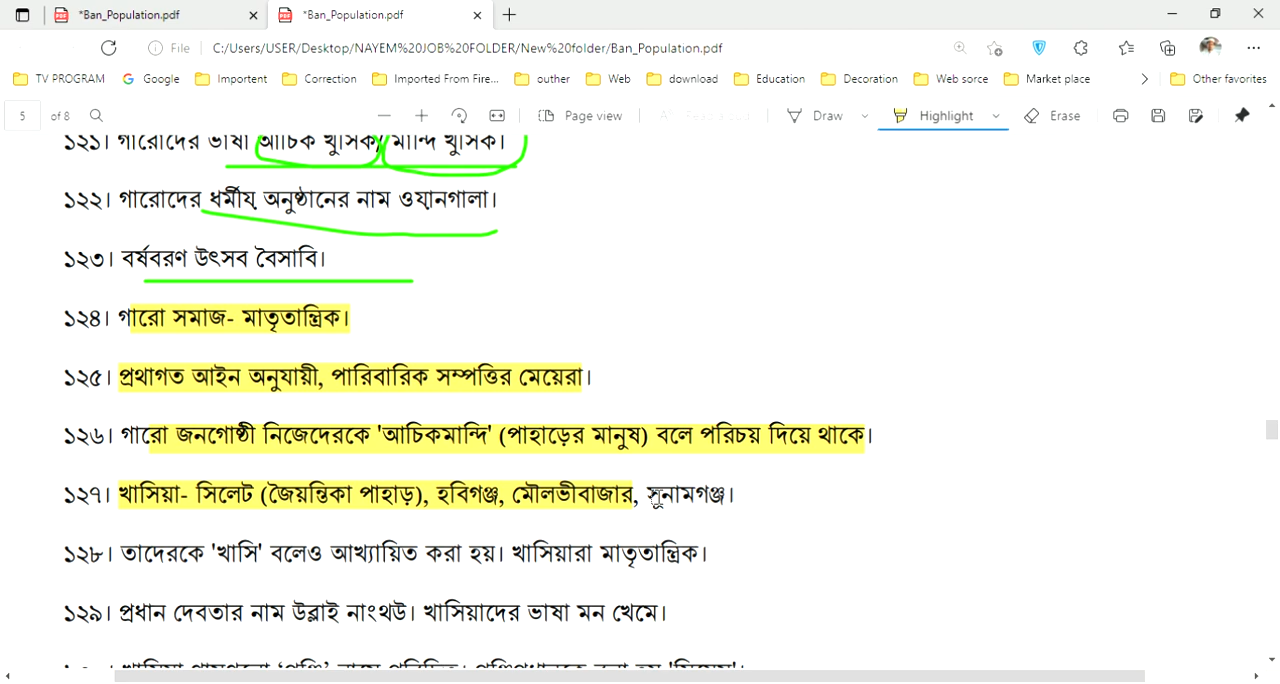 *Ban_Population.pdf *Ban_Population.pdf
File C:/Users/USER/Desktop/NAYEM%20JOB%20FOLDER/New%20folder/Ban_Population.pdf
TV PROGRAM Google Importent Correction Imported From Fire... outher Web download Education Decoration Web sorce Market place Other favorites
5 of 8 Page view Draw Highlight Erase
১২১। গারোদের ভাষা আচিক খুসিক/ মান্দি খুসিক।
১২২। গারোদের ধর্মীয় অনুষ্ঠানের নাম ওয়ানগালা।
১২৩। বর্ষবরণ উৎসব বৈসাবি।
১২৪। গারো সমাজ- মাতৃতান্ত্রিক।
১২৫। প্রথাগত আইন অনুযায়ী, পারিবারিক সম্পত্তির মেয়েরা।
১২৬। গারো জনগোষ্ঠী নিজেদেরকে 'আচিকমান্দি' (পাহাড়ের মানুষ) বলে পরিচয় দিয়ে থাকে।
১২৭। খাসিয়া- সিলেট (জৈয়ন্তিকা পাহাড়), হবিগঞ্জ, মৌলভীবাজার, সুনামগঞ্জ।
১২৮। তাদেরকে 'খাসি' বলেও আখ্যায়িত করা হয়। খাসিয়ারা মাতৃতান্ত্রিক।
১২৯। প্রধান দেবতার নাম উব্লাই নাংথউ। খাসিয়াদের ভাষা মন খেমে।